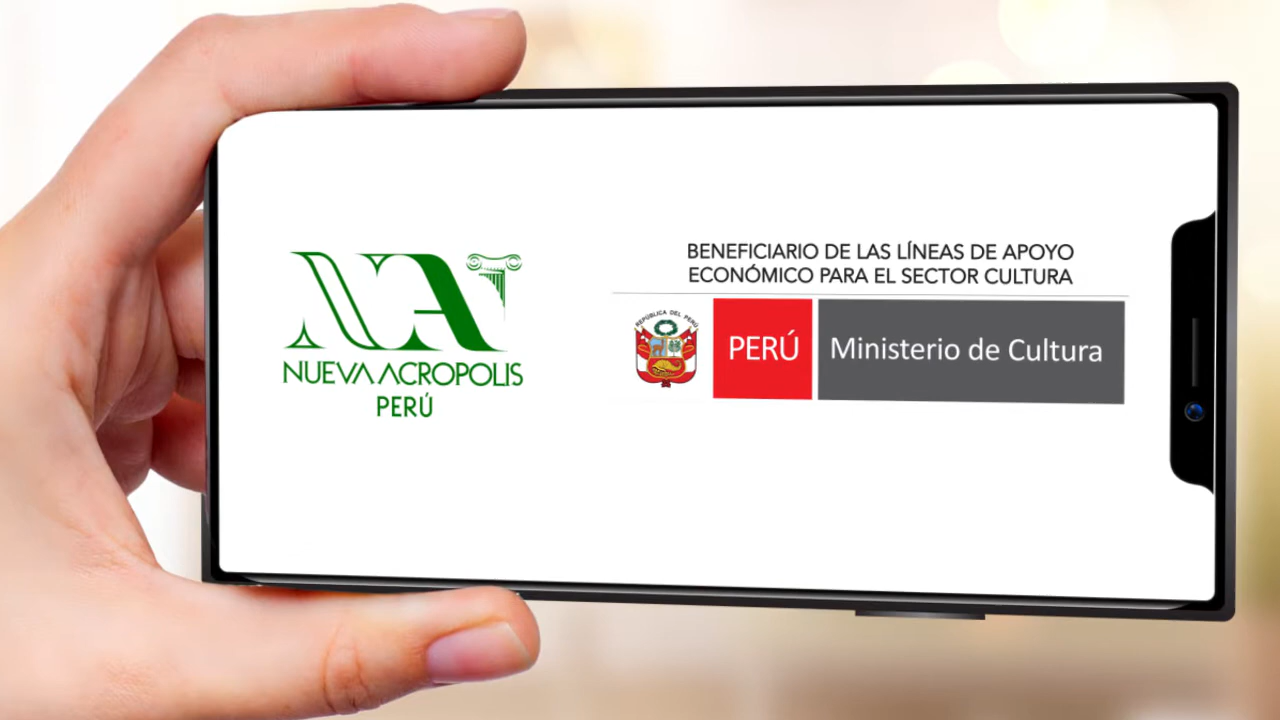 NUEVA ACROPOLIS
PERÚ
BENEFICIARIO DE LAS LÍNEAS DE APOYO
ECONÓMICO PARA EL SECTOR CULTURA
REPÚBLICA DEL PERÚ
PERÚ
Ministerio de Cultura